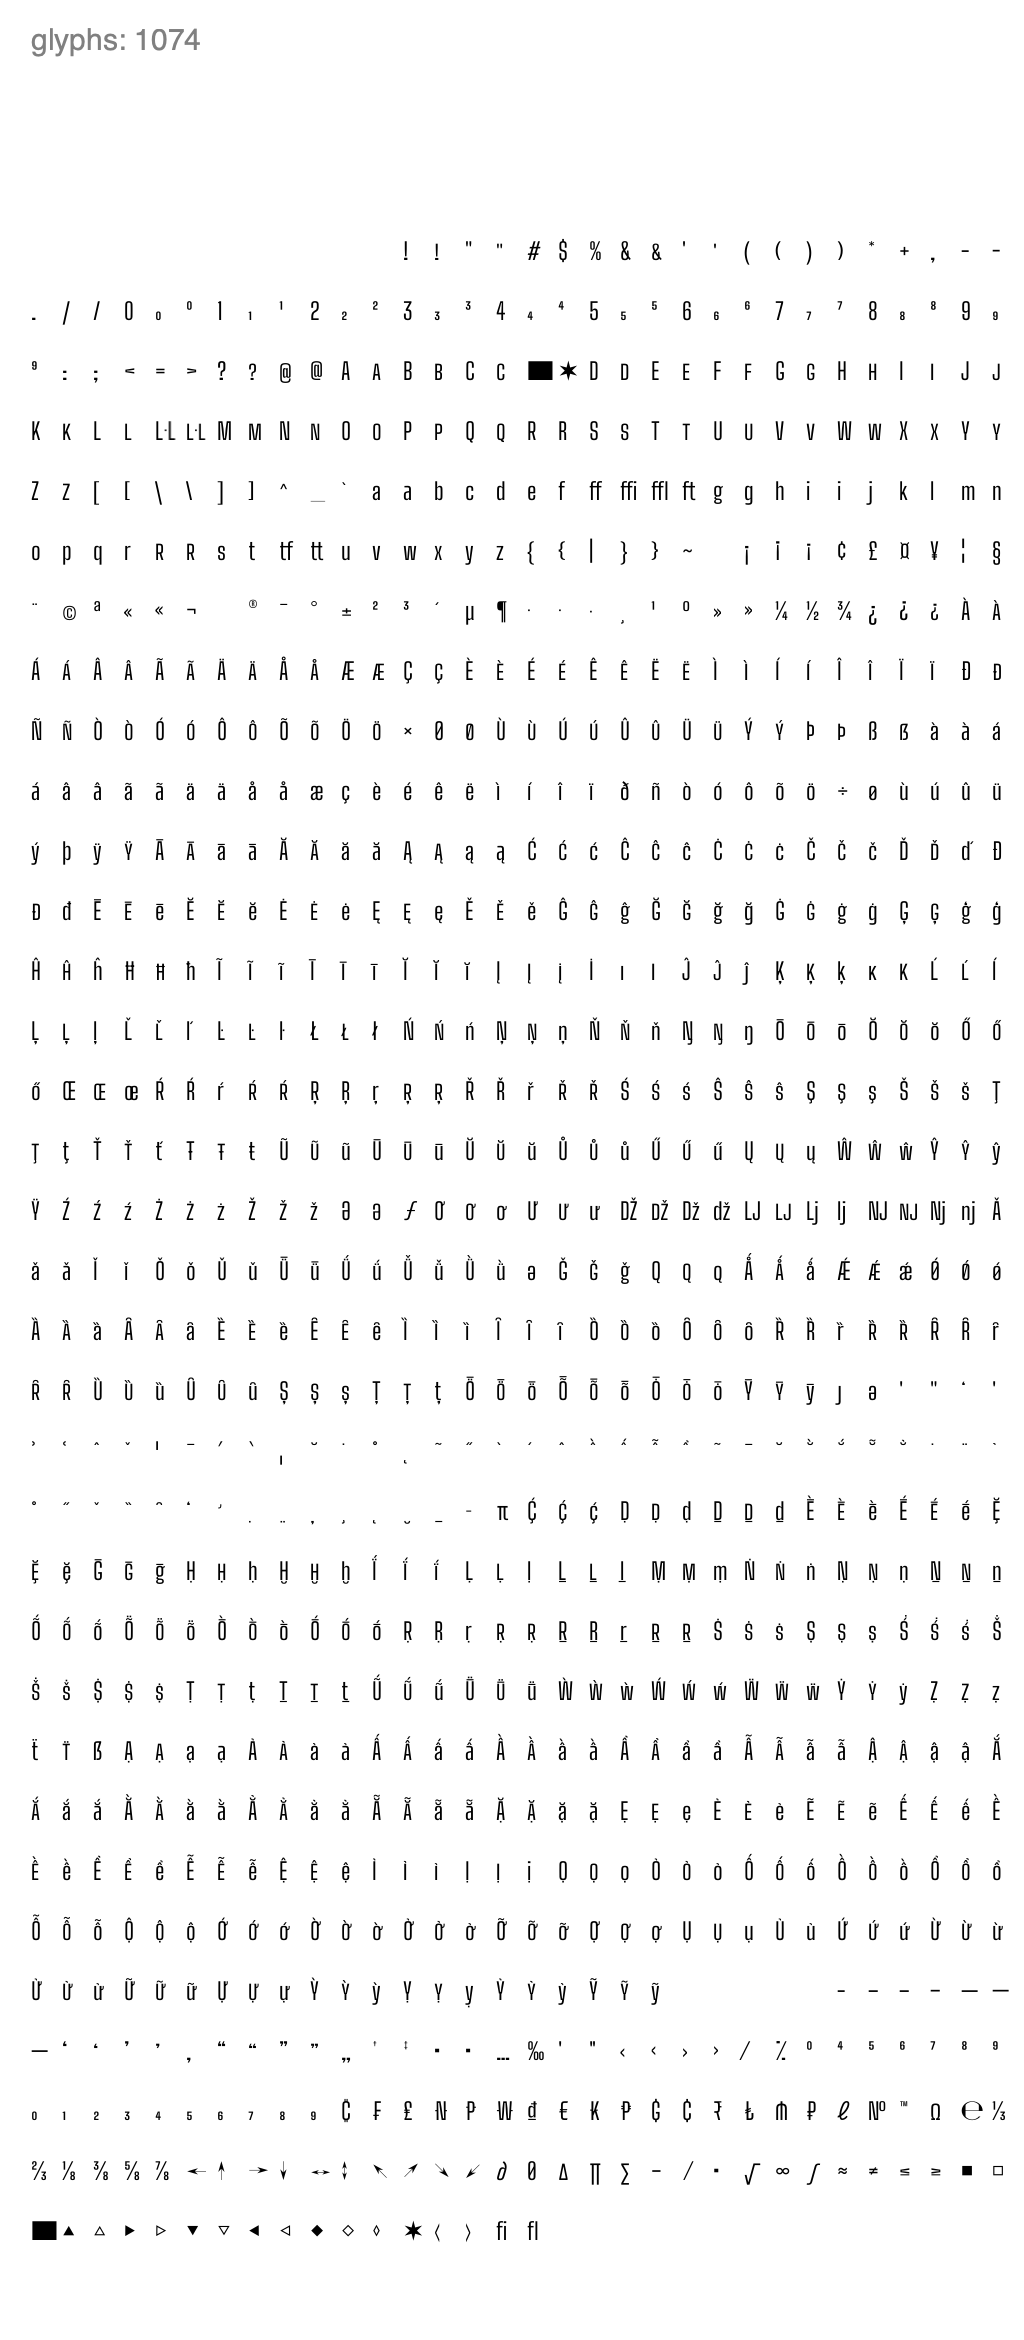 glyphs: 1074
! ! " " # $ % & & ' ' ( ( ) ) * + , - -
. / / 0 ₀ ⁰ 1 ₁ ¹ 2 ₂ ² 3 ₃ ³ 4 ₄ ⁴ 5 ₅ ⁵ 6 ₆ ⁶ 7 ₇ ⁷ 8 ₈ ⁸ 9 ₉
⁹ : ; < = > ? ? @ @ A A B B C C ■ ✶ D D E E F F G G H H I I J J
K K L L L·L L·L M M N N O O P P Q Q R R S S T T U U V V W W X X Y Y
Z Z [ [ \ \ ] ] ^ _ ` a a b c d e f ff ffi ffl ft g g h i i j k l m n
o p q r R R s t tf tt u v w x y z { { | } } ~ ¡ i ¡ ¢ £ ¤ ¥ ¦ §
¨ © ª « « ¬ ® ¯ ° ± ² ³ ´ µ ¶ · · · ¸ ¹ º » » ¼ ½ ¾ ¿ ¿ ¿ À À
Á Á Â Â Ã Ã Ä Ä Å Å Æ Æ Ç Ç È È É É Ê Ê Ë Ë Ì Ì Í Í Î Î Ï Ï Ð Ð
Ñ Ñ Ò Ò Ó Ó Ô Ô Õ Õ Ö Ö × Ø Ø Ù Ù Ú Ú Û Û Ü Ü Ý Ý Þ Þ ß ß à à á
á â â ã ã ä ä å å æ ç è é ê ë ì í î ï ð ñ ò ó ô õ ö ÷ ø ù ú û ü
ý þ ÿ Ÿ Ā Ā ā ā Ă Ă ă ă Ą Ą ą ą Ć Ć ć Ĉ Ĉ ĉ Ċ Ċ ċ Č Č č Ď Ď ď Đ
Đ đ Ē Ē ē Ĕ Ĕ ĕ Ė Ė ė Ę Ę ę Ě Ě ě Ĝ Ĝ ĝ Ğ Ğ ğ ğ Ġ Ġ ġ ġ Ģ Ģ ģ ģ
Ĥ Ĥ ĥ Ħ Ħ ħ Ĩ Ĩ ĩ Ī Ī ī Ĭ Ĭ ĭ Į Į į İ ı I Ĵ Ĵ ĵ Ķ Ķ ķ ĸ K Ĺ Ĺ ĺ
Ļ Ļ ļ Ľ Ľ ľ Ŀ Ŀ ŀ Ł Ł ł Ń Ń ń Ņ Ņ ņ Ň Ň ň Ŋ Ŋ ŋ Ō Ō ō Ŏ Ŏ ŏ Ő Ő
ő Œ Œ œ Ŕ Ŕ ŕ Ŕ Ŕ Ŗ Ŗ ŗ Ŗ Ŗ Ř Ř ř Ř Ř Ś Ś ś Ŝ Ŝ ŝ Ş Ş ş Š Š š Ţ
Ţ ţ Ť Ť ť Ŧ Ŧ ŧ Ũ Ũ ũ Ū Ū ū Ŭ Ŭ ŭ Ů Ů ů Ű Ű ű Ų Ų ų Ŵ Ŵ ŵ Ŷ Ŷ ŷ
Ÿ Ź Ź ź Ż Ż ż Ž Ž ž Ə Ə ƒ Ơ Ơ ơ Ư Ư ư DŽ DŽ Dž dž LJ LJ Lj lj NJ NJ Nj nj Ǎ
ǎ ǎ Ǐ ǐ Ǒ ǒ Ǔ ǔ Ǖ ǖ Ǘ ǘ Ǚ ǚ Ǜ ǜ ǝ Ǧ Ǧ ǧ Q Q q Ǻ Ǻ ǻ Ǽ Ǽ ǽ Ǿ Ǿ ǿ
Ȁ Ȁ ȁ Ȃ Ȃ ȃ Ȅ Ȅ ȅ Ȇ Ȇ ȇ Ȉ Ȉ ȉ Ȋ Ȋ ȋ Ȍ Ȍ ȍ Ȏ Ȏ ȏ Ȑ Ȑ ȑ Ȑ Ȑ Ȓ Ȓ ȓ
Ȓ Ȓ Ȕ Ȕ ȕ Ȗ Ȗ ȗ Ș Ș ș Ț Ț ț Ȫ Ȫ ȫ Ȭ Ȭ ȭ Ȯ Ȯ ȯ Ȳ Ȳ ȳ ȷ ə
π Ḉ Ḉ ḉ Ḍ Ḍ ḍ Ḏ Ḏ ḏ Ḕ Ḕ ḕ Ḗ Ḗ ḗ Ḝ
Ḝ ḝ Ḡ Ḡ ḡ Ḥ Ḥ ḥ Ḫ Ḫ ḫ Ḯ Ḯ ḯ Ḷ Ḷ ḷ Ḻ Ḻ ḻ Ṃ Ṃ ṃ Ṅ Ṅ ṅ Ṇ Ṇ ṇ Ṉ Ṉ ṉ
Ṍ Ṍ ṍ Ṏ Ṏ ṏ Ṑ Ṑ ṑ Ṓ Ṓ ṓ Ṛ Ṛ ṛ Ṛ Ṛ Ṟ Ṟ ṟ Ṟ Ṟ Ṡ Ṡ ṡ Ṣ Ṣ ṣ Ṥ Ṥ ṥ Ṧ
Ṧ ṧ Ṩ Ṩ ṩ Ṭ Ṭ ṭ Ṯ Ṯ ṯ Ṹ Ṹ ṹ Ṻ Ṻ ṻ Ẁ Ẁ ẁ Ẃ Ẃ ẃ Ẅ Ẅ ẅ Ẏ Ẏ ẏ Ẓ Ẓ ẓ
ẗ T̈ ẞ Ạ Ạ ạ ạ Ả Ả ả ả Ấ Ấ ấ ấ Ầ Ầ ầ ầ Ẩ Ẩ ẩ ẩ Ẫ Ẫ ẫ ẫ Ậ Ậ ậ ậ Ắ
Ắ ắ ắ Ằ Ằ ằ ằ Ẳ Ẳ ẳ ẳ Ẵ Ẵ ẵ ẵ Ặ Ặ ặ ặ Ẹ Ẹ ẹ Ẻ Ẻ ẻ Ẽ Ẽ ẽ Ế Ế ế Ề
Ề ề Ể Ể ể Ễ Ễ ễ Ệ Ệ ệ Ỉ Ỉ ỉ Ị Ị ị Ọ Ọ ọ Ỏ Ỏ ỏ Ố Ố ố Ồ Ồ ồ Ổ Ổ ổ
Ỗ Ỗ ỗ Ộ Ộ ộ Ớ Ớ ớ Ờ Ờ ờ Ở Ở ở Ỡ Ỡ ỡ Ợ Ợ ợ Ụ Ụ ụ Ủ ủ Ứ Ứ ứ Ừ Ừ ừ
Ử Ử ử Ữ Ữ ữ Ự Ự ự Ỳ Ỳ ỳ Ỵ Ỵ ỵ Ỷ Ỷ ỷ Ỹ Ỹ ỹ - - – – — —
― ‘ ‘ ’ ’ ‚ “ “ ” ” „ † ‡ • • … ‰ ′ ″ ‹ ‹ › › ⁄ ⁒ ⁰ ⁴ ⁵ ⁶ ⁷ ⁸ ⁹
₀ ₁ ₂ ₃ ₄ ₅ ₆ ₇ ₈ ₉ ₡ ₣ ₤ ₦ ₱ ₩ ₫ € ₭ ₱ ₲ ₵ ₹ ₺ ₼ ₽ ℓ № ™ Ω ℮ ⅓
⅔ ⅛ ⅜ ⅝ ⅞ ← ↑ → ↓ ↔ ↕ ↖ ↗ ↘ ↙ ∂ ∅ ∆ ∏ ∑ − ∕ ∙ √ ∞ ∫ ≈ ≠ ≤ ≥ ■ □
■ ▲ △ ▶ ▷ ▼ ▽ ◀ ◁ ◆ ◇ ◊ ✶ ⟨ ⟩ fi fl